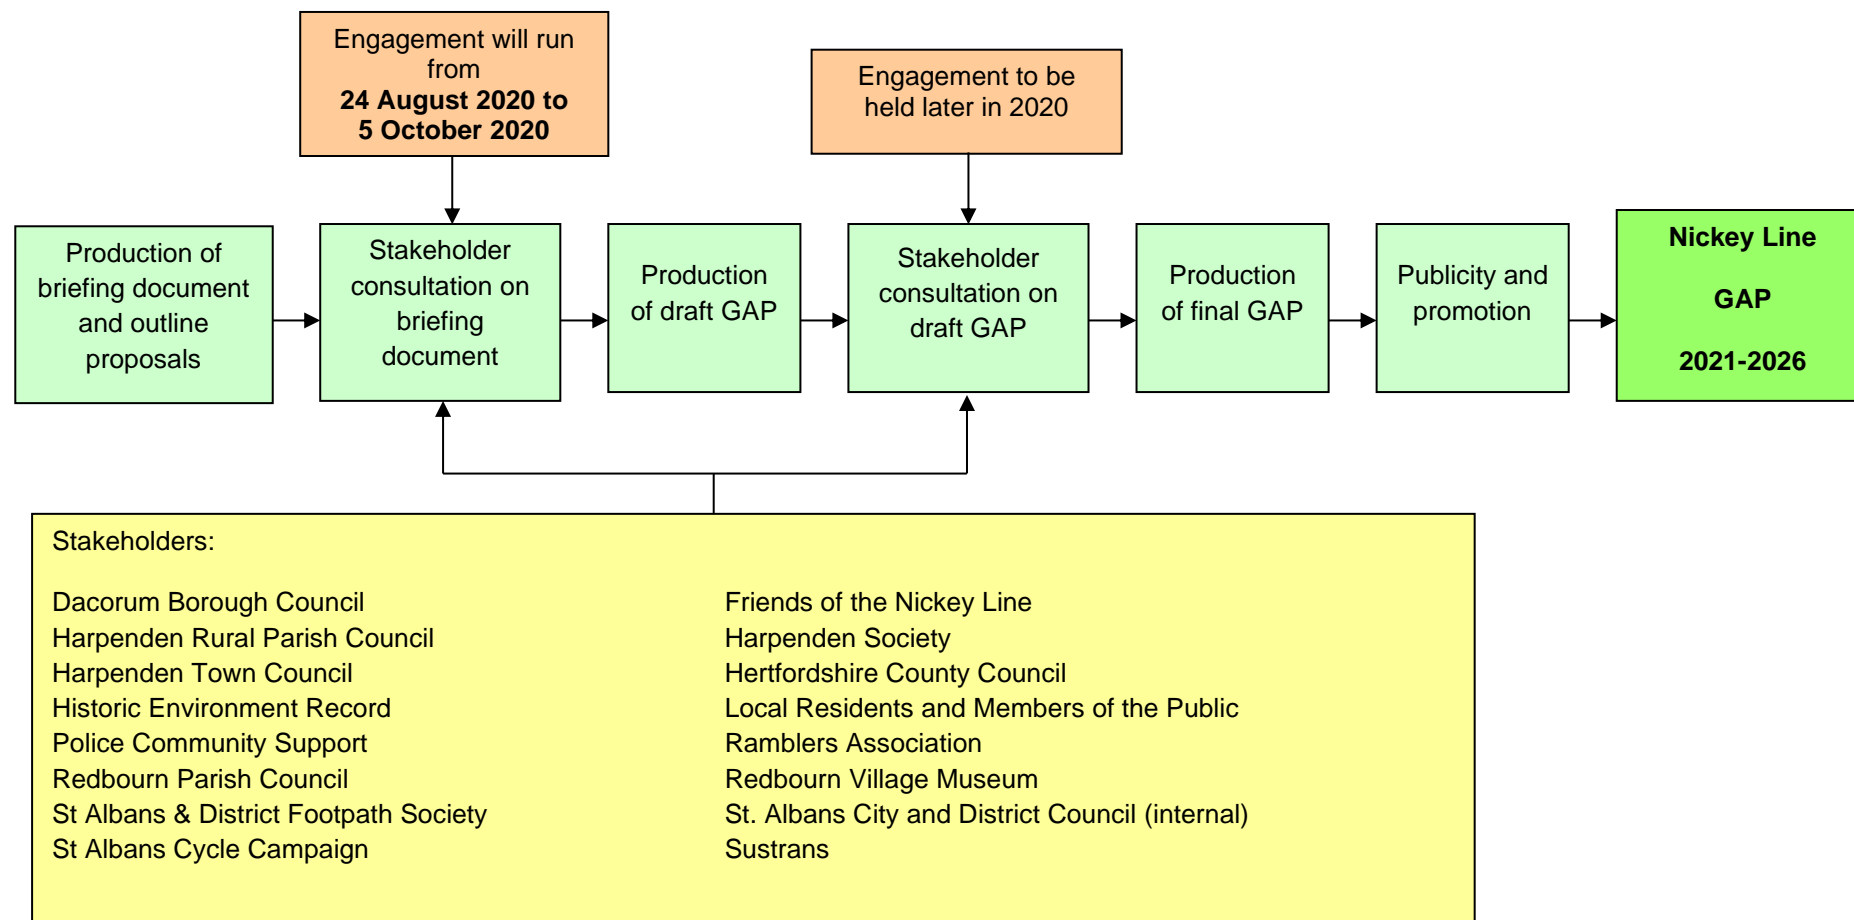 Engagement will run
from
24 August 2020 to
5 October 2020
Engagement to be
held later in 2020
Production of
briefing document
and outline
proposals
Stakeholder
consultation on
briefing
document
Production
of draft GAP
Stakeholder
consultation on
draft GAP
Production
of final GAP
Publicity and
promotion
Nickey Line
GAP
2021-2026
Stakeholders:
Dacorum Borough Council
Harpenden Rural Parish Council
Harpenden Town Council
Historic Environment Record
Police Community Support
Redbourn Parish Council
St Albans & District Footpath Society
St Albans Cycle Campaign
Friends of the Nickey Line
Harpenden Society
Hertfordshire County Council
Local Residents and Members of the Public
Ramblers Association
Redbourn Village Museum
St. Albans City and District Council (internal)
Sustrans